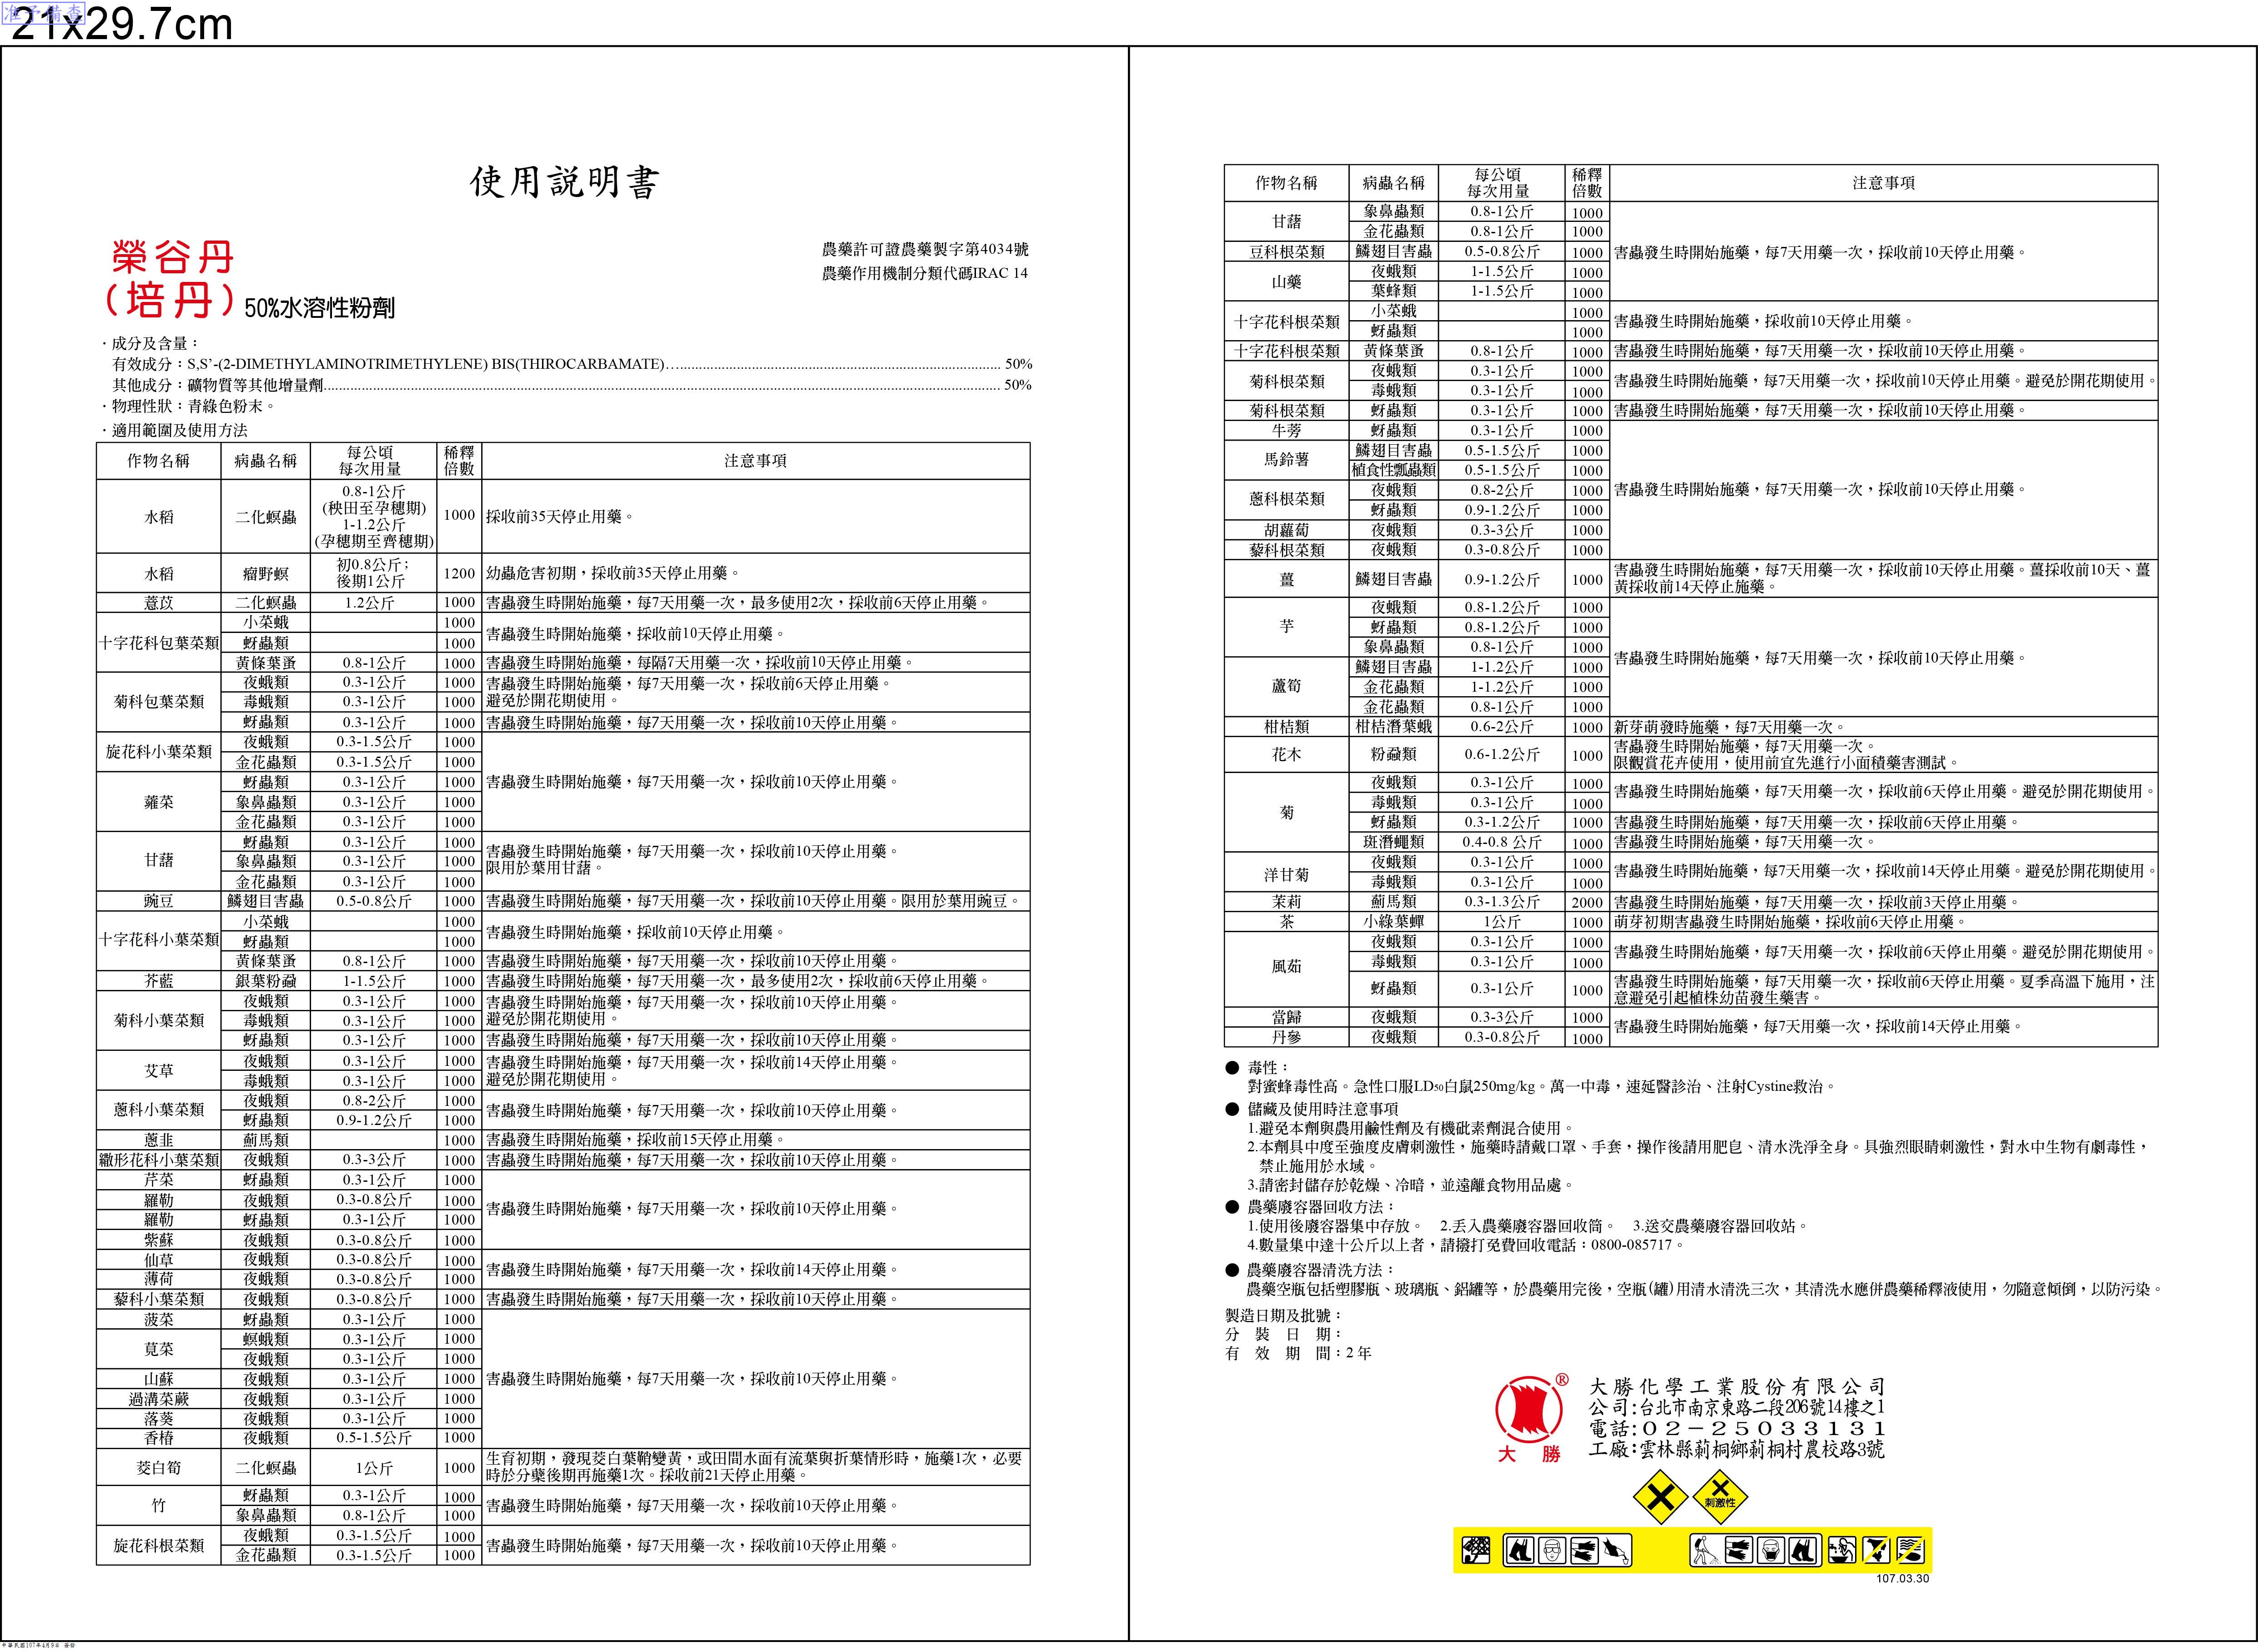 准予備查
21x29.7cm
使用說明書
榮谷丹
(培丹) 50%水溶性粉劑
農藥許可證農藥製字第4034號
農藥作用機制分類代碼IRAC 14
．成分及含量：
有效成分：S,S’-(2-DIMETHYLAMINOTRIMETHYLENE) BIS(THIROCARBAMATE)… 50%
其他成分：礦物質等其他增量劑... 50%
．物理性狀：青綠色粉末。
．適用範圍及使用方法
作物名稱 病蟲名稱 每公頃每次用量 稀釋倍數 注意事項
水稻 二化螟蟲 0.8-1公斤 (秧田至孕穗期) 1-1.2公斤 (孕穗期至齊穗期) 1000 採收前35天停止用藥。
水稻 瘤野螟 初0.8公斤；後期1公斤 1200 幼蟲危害初期，採收前35天停止用藥。
薏苡 二化螟蟲 1.2公斤 1000 害蟲發生時開始施藥，每7天用藥一次，最多使用2次，採收前6天停止用藥。
十字花科包葉菜類 小菜蛾 1000 害蟲發生時開始施藥，採收前10天停止用藥。
蚜蟲類 1000
黃條葉蚤 0.8-1公斤 1000 害蟲發生時開始施藥，每隔7天用藥一次，採收前10天停止用藥。
菊科包葉菜類 夜蛾類 0.3-1公斤 1000 害蟲發生時開始施藥，每7天用藥一次，採收前6天停止用藥。
毒蛾類 0.3-1公斤 1000 避免於開花期使用。
蚜蟲類 0.3-1公斤 1000 害蟲發生時開始施藥，每7天用藥一次，採收前10天停止用藥。
旋花科小葉菜類 夜蛾類 0.3-1.5公斤 1000 害蟲發生時開始施藥，每7天用藥一次，採收前10天停止用藥。
金花蟲類 0.3-1.5公斤 1000
蕹菜 蚜蟲類 0.3-1公斤 1000
象鼻蟲類 0.3-1公斤 1000
金花蟲類 0.3-1公斤 1000
甘藷 蚜蟲類 0.3-1公斤 1000 害蟲發生時開始施藥，每7天用藥一次，採收前10天停止用藥。
象鼻蟲類 0.3-1公斤 1000 限用於葉用甘藷。
金花蟲類 0.3-1公斤 1000
豌豆 鱗翅目害蟲 0.5-0.8公斤 1000 害蟲發生時開始施藥，每7天用藥一次，採收前10天停止用藥。限用於葉用豌豆。
十字花科小葉菜類 小菜蛾 1000 害蟲發生時開始施藥，採收前10天停止用藥。
蚜蟲類 1000
黃條葉蚤 0.8-1公斤 1000 害蟲發生時開始施藥，每7天用藥一次，採收前10天停止用藥。
芥藍 銀葉粉蝨 1-1.5公斤 1000 害蟲發生時開始施藥，每7天用藥一次，最多使用2次，採收前6天停止用藥。
菊科小葉菜類 夜蛾類 0.3-1公斤 1000 害蟲發生時開始施藥，每7天用藥一次，採收前10天停止用藥。
毒蛾類 0.3-1公斤 1000 避免於開花期使用。
蚜蟲類 0.3-1公斤 1000 害蟲發生時開始施藥，每7天用藥一次，採收前10天停止用藥。
艾草 夜蛾類 0.3-1公斤 1000 害蟲發生時開始施藥，每7天用藥一次，採收前14天停止用藥。
毒蛾類 0.3-1公斤 1000 避免於開花期使用。
蔥科小葉菜類 夜蛾類 0.8-2公斤 1000 害蟲發生時開始施藥，每7天用藥一次，採收前10天停止用藥。
蚜蟲類 0.9-1.2公斤 1000
蔥韭 薊馬類 1000 害蟲發生時開始施藥，採收前15天停止用藥。
繖形花科小葉菜類 夜蛾類 0.3-3公斤 1000 害蟲發生時開始施藥，每7天用藥一次，採收前10天停止用藥。
芹菜 蚜蟲類 0.3-1公斤 1000 害蟲發生時開始施藥，每7天用藥一次，採收前10天停止用藥。
羅勒 夜蛾類 0.3-0.8公斤 1000
羅勒 蚜蟲類 0.3-1公斤 1000
紫蘇 夜蛾類 0.3-0.8公斤 1000
仙草 夜蛾類 0.3-0.8公斤 1000 害蟲發生時開始施藥，每7天用藥一次，採收前14天停止用藥。
薄荷 夜蛾類 0.3-0.8公斤 1000
藜科小葉菜類 夜蛾類 0.3-0.8公斤 1000 害蟲發生時開始施藥，每7天用藥一次，採收前10天停止用藥。
菠菜 蚜蟲類 0.3-1公斤 1000 害蟲發生時開始施藥，每7天用藥一次，採收前10天停止用藥。
莧菜 螟蛾類 0.3-1公斤 1000
夜蛾類 0.3-1公斤 1000
山蘇 夜蛾類 0.3-1公斤 1000
過溝菜蕨 夜蛾類 0.3-1公斤 1000
落葵 夜蛾類 0.3-1公斤 1000
香椿 夜蛾類 0.5-1.5公斤 1000
茭白筍 二化螟蟲 1公斤 1000 生育初期，發現茭白葉鞘變黃，或田間水面有流葉與折葉情形時，施藥1次，必要
時於分蘗後期再施藥1次。採收前21天停止用藥。
竹 蚜蟲類 0.3-1公斤 1000 害蟲發生時開始施藥，每7天用藥一次，採收前10天停止用藥。
象鼻蟲類 0.8-1公斤 1000
旋花科根菜類 夜蛾類 0.3-1.5公斤 1000 害蟲發生時開始施藥，每7天用藥一次，採收前10天停止用藥。
金花蟲類 0.3-1.5公斤 1000
作物名稱 病蟲名稱 每公頃每次用量 稀釋倍數 注意事項
甘藷 象鼻蟲類 0.8-1公斤 1000 害蟲發生時開始施藥，每7天用藥一次，採收前10天停止用藥。
金花蟲類 0.8-1公斤 1000
豆科根菜類 鱗翅目害蟲 0.5-0.8公斤 1000
山藥 夜蛾類 1-1.5公斤 1000
葉蜂類 1-1.5公斤 1000
十字花科根菜類 小菜蛾 1000 害蟲發生時開始施藥，採收前10天停止用藥。
蚜蟲類 1000
十字花科根菜類 黃條葉蚤 0.8-1公斤 1000 害蟲發生時開始施藥，每7天用藥一次，採收前10天停止用藥。
菊科根菜類 夜蛾類 0.3-1公斤 1000 害蟲發生時開始施藥，每7天用藥一次，採收前10天停止用藥。避免於開花期使用。
毒蛾類 0.3-1公斤 1000
菊科根菜類 蚜蟲類 0.3-1公斤 1000 害蟲發生時開始施藥，每7天用藥一次，採收前10天停止用藥。
牛蒡 蚜蟲類 0.3-1公斤 1000 害蟲發生時開始施藥，每7天用藥一次，採收前10天停止用藥。
馬鈴薯 鱗翅目害蟲 0.5-1.5公斤 1000
植食性瓢蟲類 0.5-1.5公斤 1000
蔥科根菜類 夜蛾類 0.8-2公斤 1000
蚜蟲類 0.9-1.2公斤 1000
胡蘿蔔 夜蛾類 0.3-3公斤 1000
藜科根菜類 夜蛾類 0.3-0.8公斤 1000
薑 鱗翅目害蟲 0.9-1.2公斤 1000 害蟲發生時開始施藥，每7天用藥一次，採收前10天停止用藥。薑採收前10天、薑
黃採收前14天停止施藥。
芋 夜蛾類 0.8-1.2公斤 1000 害蟲發生時開始施藥，每7天用藥一次，採收前10天停止用藥。
蚜蟲類 0.8-1.2公斤 1000
象鼻蟲類 0.8-1公斤 1000
蘆筍 鱗翅目害蟲 1-1.2公斤 1000
金花蟲類 1-1.2公斤 1000
金花蟲類 0.8-1公斤 1000
柑桔類 柑桔潛葉蛾 0.6-2公斤 1000 新芽萌發時施藥，每7天用藥一次。
花木 粉蝨類 0.6-1.2公斤 1000 害蟲發生時開始施藥，每7天用藥一次。
限觀賞花卉使用，使用前宜先進行小面積藥害測試。
菊 夜蛾類 0.3-1公斤 1000 害蟲發生時開始施藥，每7天用藥一次，採收前6天停止用藥。避免於開花期使用。
毒蛾類 0.3-1公斤 1000
蚜蟲類 0.3-1.2公斤 1000 害蟲發生時開始施藥，每7天用藥一次，採收前6天停止用藥。
斑潛蠅類 0.4-0.8 公斤 1000 害蟲發生時開始施藥，每7天用藥一次。
洋甘菊 夜蛾類 0.3-1公斤 1000 害蟲發生時開始施藥，每7天用藥一次，採收前14天停止用藥。避免於開花期使用。
毒蛾類 0.3-1公斤 1000
茉莉 薊馬類 0.3-1.3公斤 2000 害蟲發生時開始施藥，每7天用藥一次，採收前3天停止用藥。
茶 小綠葉蟬 1公斤 1000 萌芽初期害蟲發生時開始施藥，採收前6天停止用藥。
風茹 夜蛾類 0.3-1公斤 1000 害蟲發生時開始施藥，每7天用藥一次，採收前6天停止用藥。避免於開花期使用。
毒蛾類 0.3-1公斤 1000
蚜蟲類 0.3-1公斤 1000 害蟲發生時開始施藥，每7天用藥一次，採收前6天停止用藥。夏季高溫下施用，注
意避免引起植株幼苗發生藥害。
當歸 夜蛾類 0.3-3公斤 1000 害蟲發生時開始施藥，每7天用藥一次，採收前14天停止用藥。
丹參 夜蛾類 0.3-0.8公斤 1000
● 毒性：
對蜜蜂毒性高。急性口服LD50白鼠250mg/kg。萬一中毒，速延醫診治、注射Cystine救治。
● 儲藏及使用時注意事項
1.避免本劑與農用鹼性劑及有機砒素劑混合使用。
2.本劑具中度至強度皮膚刺激性，施藥時請戴口罩、手套，操作後請用肥皂、清水洗淨全身。具強烈眼睛刺激性，對水中生物有劇毒性，
禁止施用於水域。
3.請密封儲存於乾燥、冷暗，並遠離食物用品處。
● 農藥廢容器回收方法：
1.使用後廢容器集中存放。 2.丟入農藥廢容器回收筒。 3.送交農藥廢容器回收站。
4.數量集中達十公斤以上者，請撥打免費回收電話：0800-085717。
● 農藥廢容器清洗方法：
農藥空瓶包括塑膠瓶、玻璃瓶、鋁罐等，於農藥用完後，空瓶(罐)用清水清洗三次，其清洗水應併農藥稀釋液使用，勿隨意傾倒，以防污染。
製造日期及批號：
分裝日期：
有效期間：2 年
®
大勝
大勝化學工業股份有限公司
公司:台北市南京東路二段206號14樓之1
電話:02－25033131
工廠:雲林縣莿桐鄉莿桐村農校路3號
刺激性
107.03.30
中華民國107年4月9日 簽發